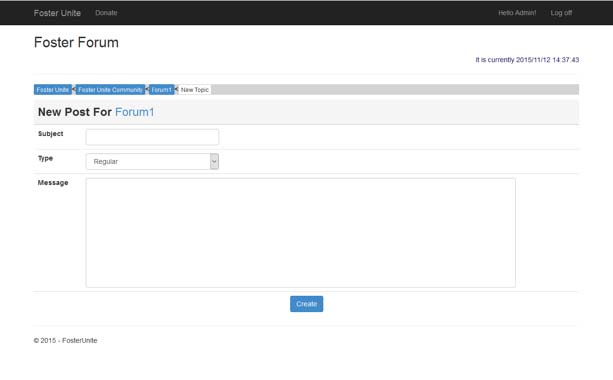 Foster Unite Donate Hello Admin! Log off
Foster Forum
It is currently 2015/11/12 14:37:43
Foster Unite < Foster Unite Community < Forum1 < New Topic
New Post For Forum1
Subject
Type Regular
Message
Create
© 2015 - FosterUnite